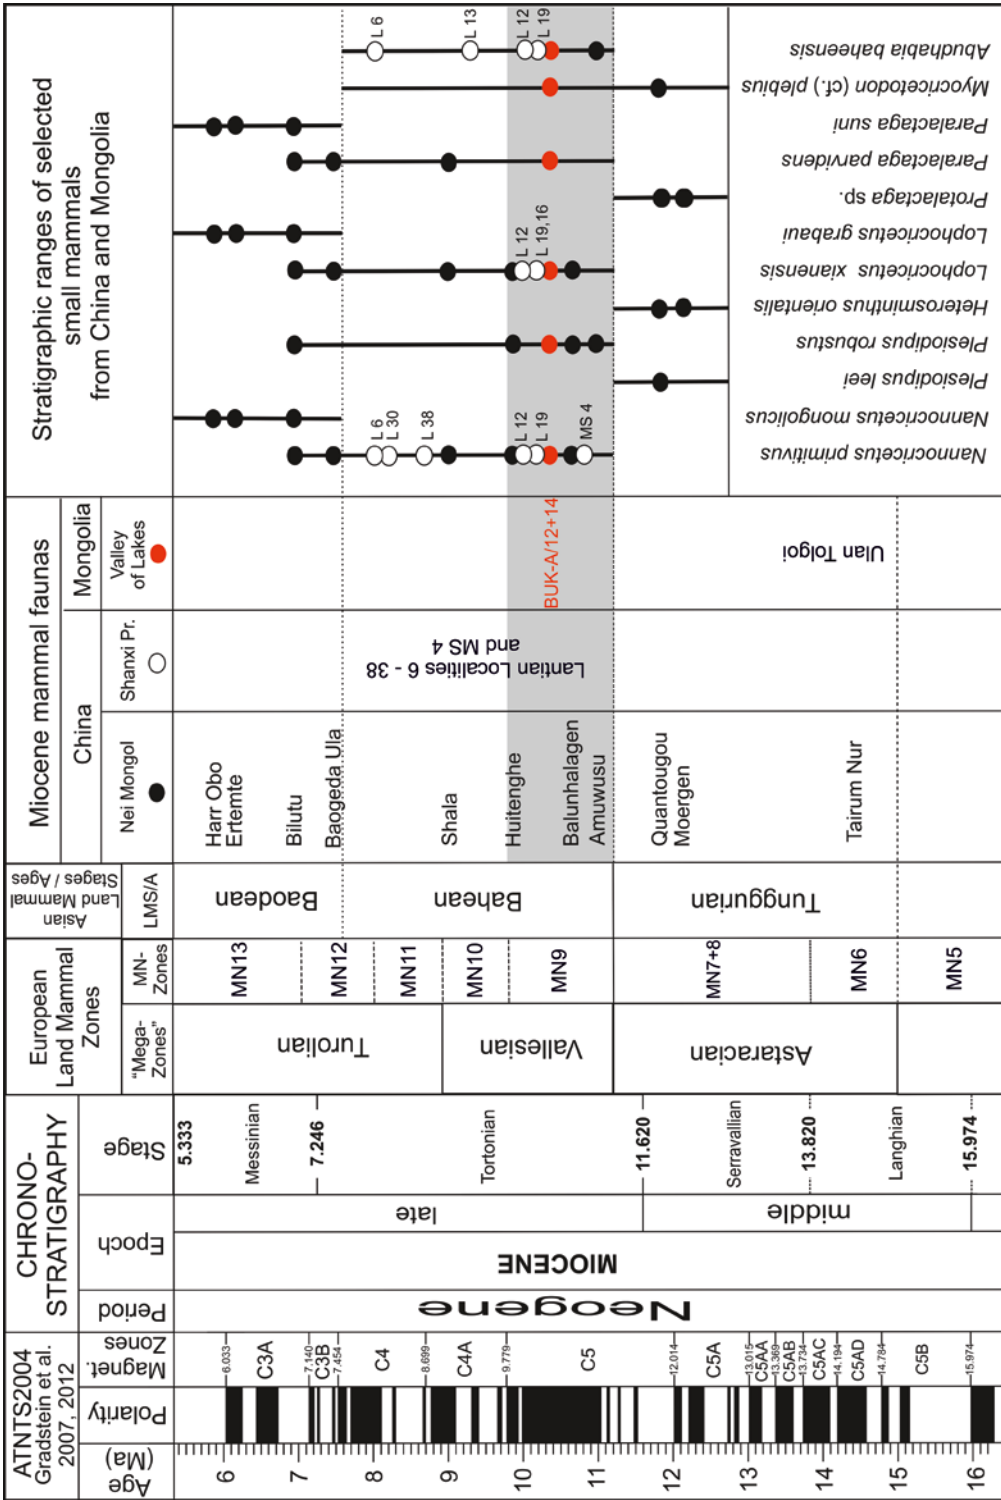 Stratigraphic ranges of selected
small mammals
from China and Mongolia
L 6
L 13
L 12
L 19
L 12
L 19,16
L 6
L 30
L 38
L 12
L 19
MS 4
Abudhabia baheensis
Myocricetodon (cf.) plebius
Paralactaga suni
Paralactaga parvidens
Protalactaga sp.
Lophocricetus grabaui
Lophocricetus xianensis
Heterosminthus orientalis
Plesiodipus robustus
Plesiodipus leei
Nannocricetus mongolicus
Nannocricetus primitivus
Miocene mammal faunas
Mongolia
Valley
of Lakes
BUK-A/12+14
Ulan Tolgoi
China
Shanxi Pr.
Lantian Localities 6 - 38
and MS 4
Nei Mongol
Harr Obo
Ertemte
Bilutu
Baogeda Ula
Shala
Huitenghe
Balunhalagen
Amuwusu
Quantougou
Moergen
Tairum Nur
Asian
Land Mammal
Stages / Ages
LMS/A
Baodean
Bahean
Tunggurian
European
Land Mammal
Zones
MN-
Zones
MN13
MN12
MN11
MN10
MN9
MN7+8
MN6
MN5
"Mega-
Zones"
Turolian
Vallesian
Astaracian
CHRONO-
STRATIGRAPHY
Stage
5.333
Messinian
7.246
Tortonian
11.620
Serravallian
13.820
Langhian
15.974
Epoch
late
middle
MIOCENE
Period
Neogene
ATNTS2004
Gradstein et al.
2007, 2012
Magnet.
Zones
6.033
C3A
7.140
C3B
7.454
C4
8.699
C4A
9.779
C5
12.014
C5A
13.015
C5AA
13.369
C5AB
13.734
C5AC
14.194
C5AD
14.784
C5B
15.974
Polarity
Age
(Ma)
6
7
8
9
10
11
12
13
14
15
16